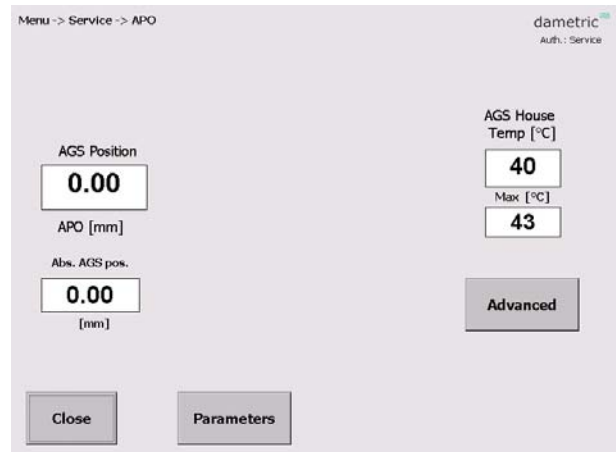 Menu -> Service -> APO
dametric
Auth.: Service
AGS House
Temp [°C]
40
Max [°C]
43
AGS Position
0.00
APO [mm]
Abs. AGS pos.
0.00
[mm]
Advanced
Close
Parameters